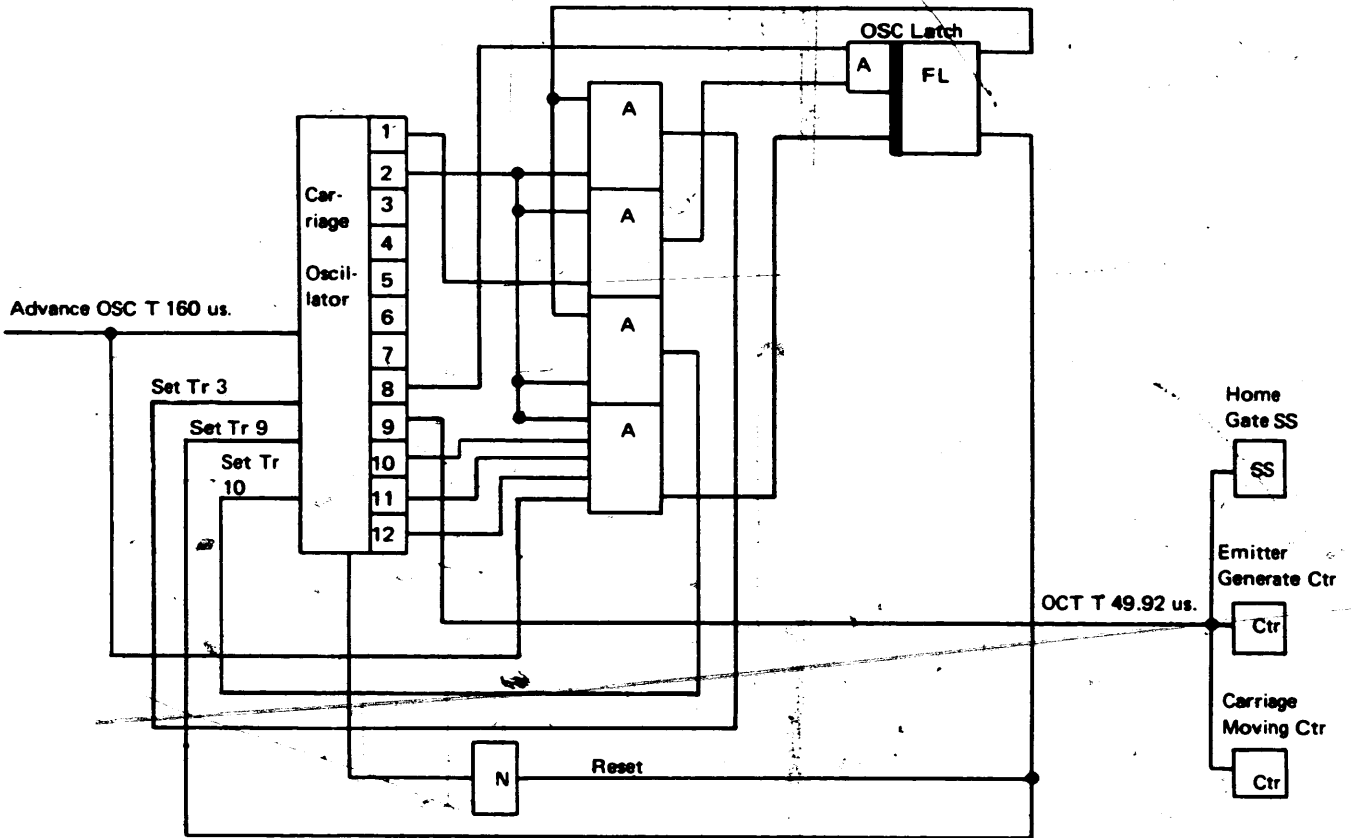 OSC Latch
A
FL
A
A
A
A
Car-
riage
Oscil-
lator
1
2
3
4
5
6
7
8
9
10
11
12
Advance OSC T 160 us.
Set Tr 3
Set Tr 9
Set Tr
10
Home
Gate SS
SS
Emitter
Generate Ctr
Ctr
OCT T 49.92 us.
Carriage
Moving Ctr
Ctr
N
Reset